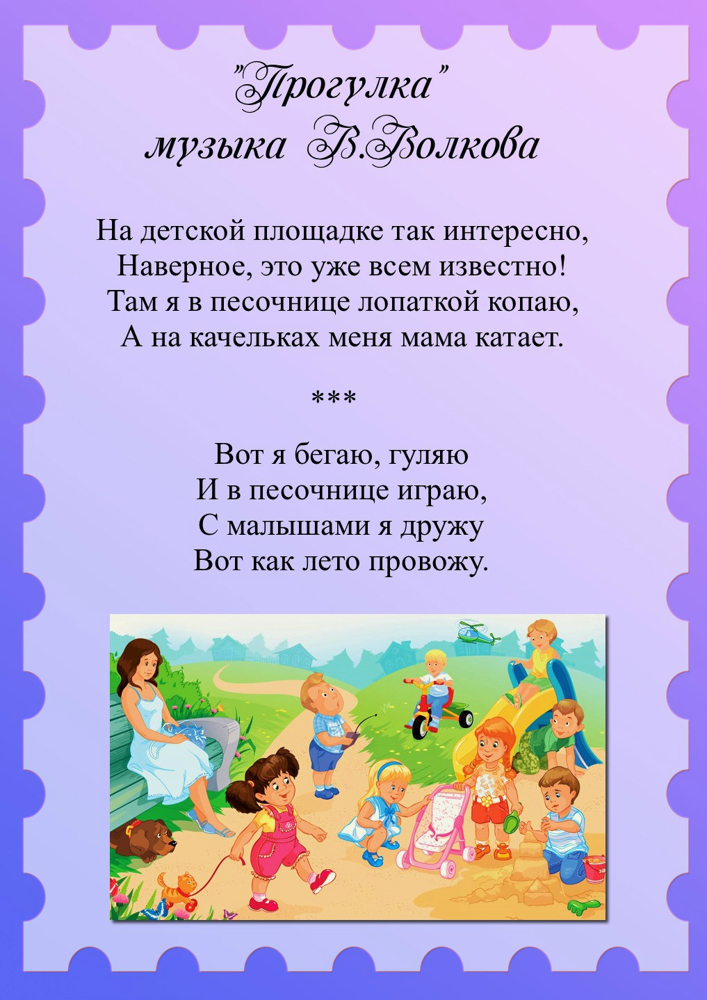 "Прогулка"
музыка В.Волкова
На детской площадке так интересно,
Наверное, это уже всем известно!
Там я в песочнице лопаткой копаю,
А на качельках меня мама катает.
***
Вот я бегаю, гуляю
И в песочнице играю,
С малышами я дружу
Вот как лето провожу.